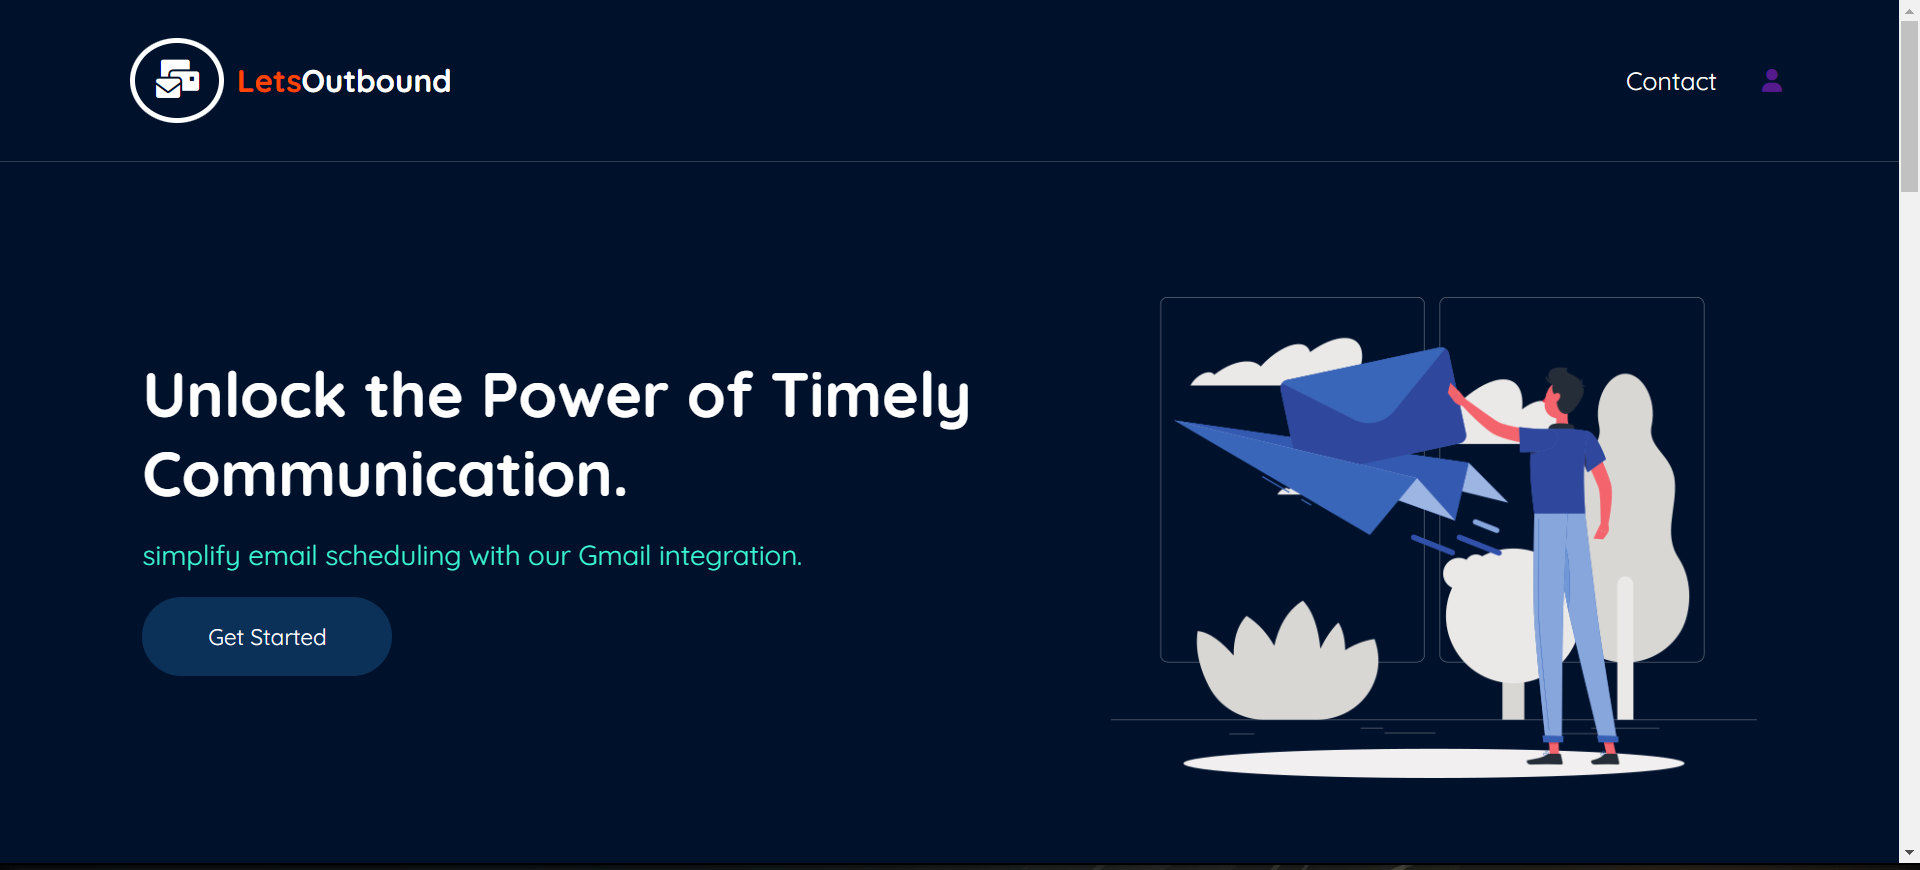 LetsOutbound
Contact
Unlock the Power of Timely
Communication.
simplify email scheduling with our Gmail integration.
Get Started